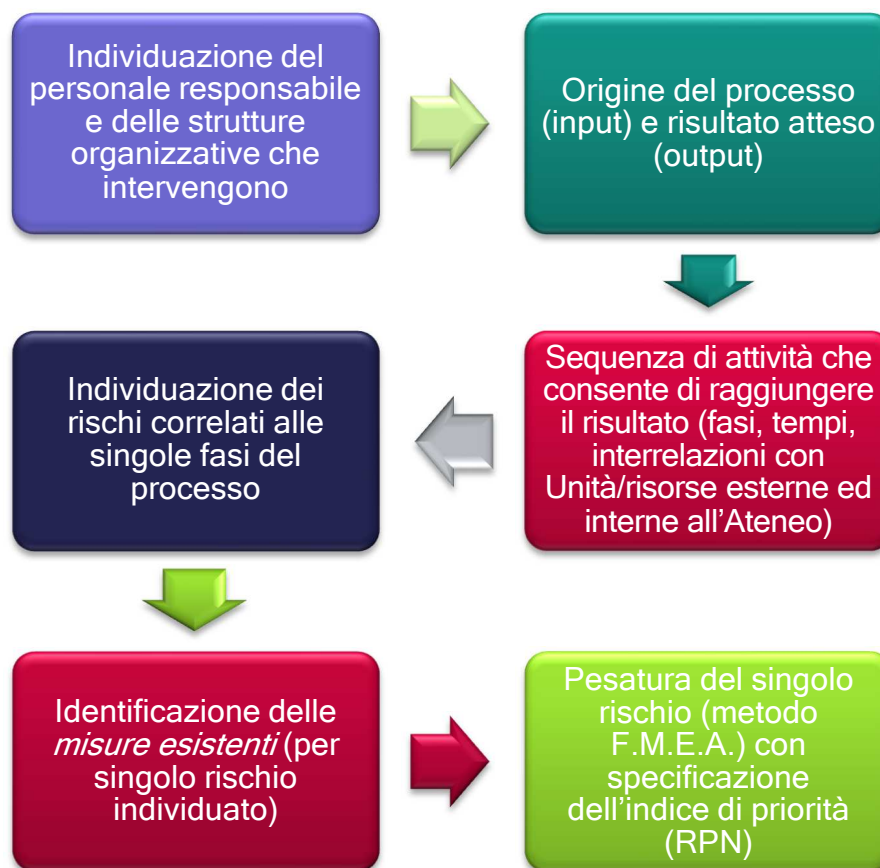 Individuazione del
personale responsabile
e delle strutture
organizzative che
intervengono
Origine del processo
(input) e risultato atteso
(output)
Sequenza di attività che
consente di raggiungere
il risultato (fasi, tempi,
interrelazioni con
Unità/risorse esterne ed
interne all’Ateneo)
Individuazione dei
rischi correlati alle
singole fasi del
processo
Identificazione delle
misure esistenti (per
singolo rischio
individuato)
Pesatura del singolo
rischio (metodo
F.M.E.A.) con
specificazione
dell’indice di priorità
(RPN)